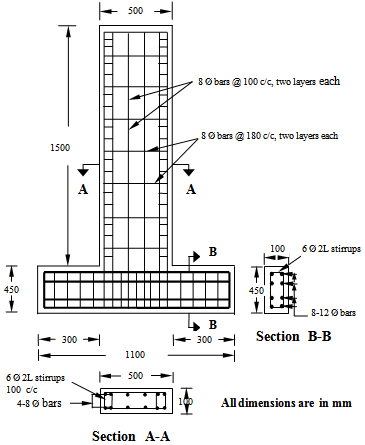 500
8 Ø bars @ 100 c/c, two layers each
8 Ø bars @ 180 c/c, two layers each
1500
A
A
B
100
6 Ø 2L stirrups
450
450
8-12 Ø bars
B
300
300
Section B-B
1100
500
6 Ø 2L stirrups
100 c/c
4-8 Ø bars
100
All dimensions are in mm
Section A-A